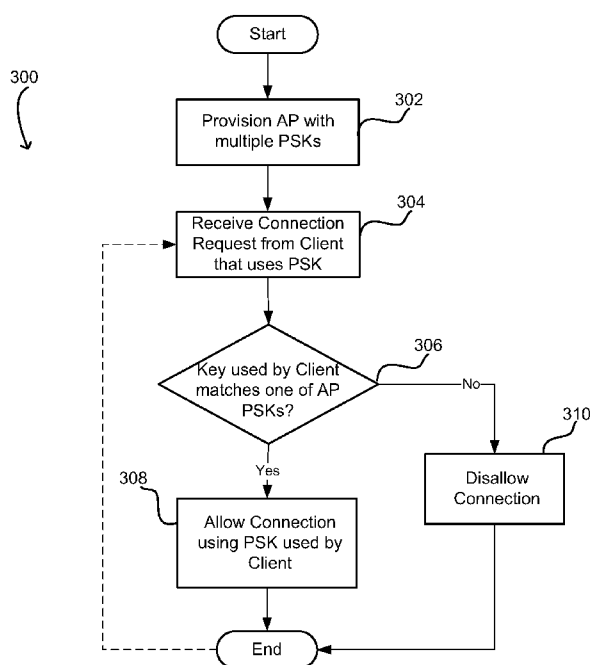 Start
300
302
Provision AP with
multiple PSKs
304
Receive Connection
Request from Client
that uses PSK
306
Key used by Client
matches one of AP
PSKs?
No
310
Yes
308
Disallow
Connection
Allow Connection
using PSK used by
Client
End